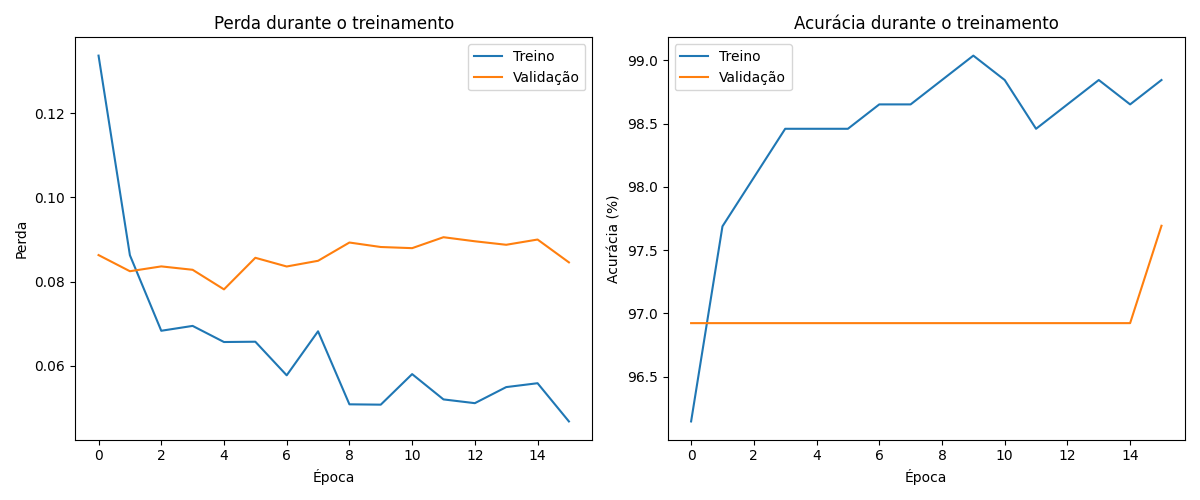 Perda durante o treinamento
Treino
Validação
0.12
0.10
0.08
0.06
Perda
0 2 4 6 8 10 12 14
Época
Acurácia durante o treinamento
Treino
Validação
99.0
98.5
98.0
97.5
97.0
96.5
Acurácia (%)
0 2 4 6 8 10 12 14
Época